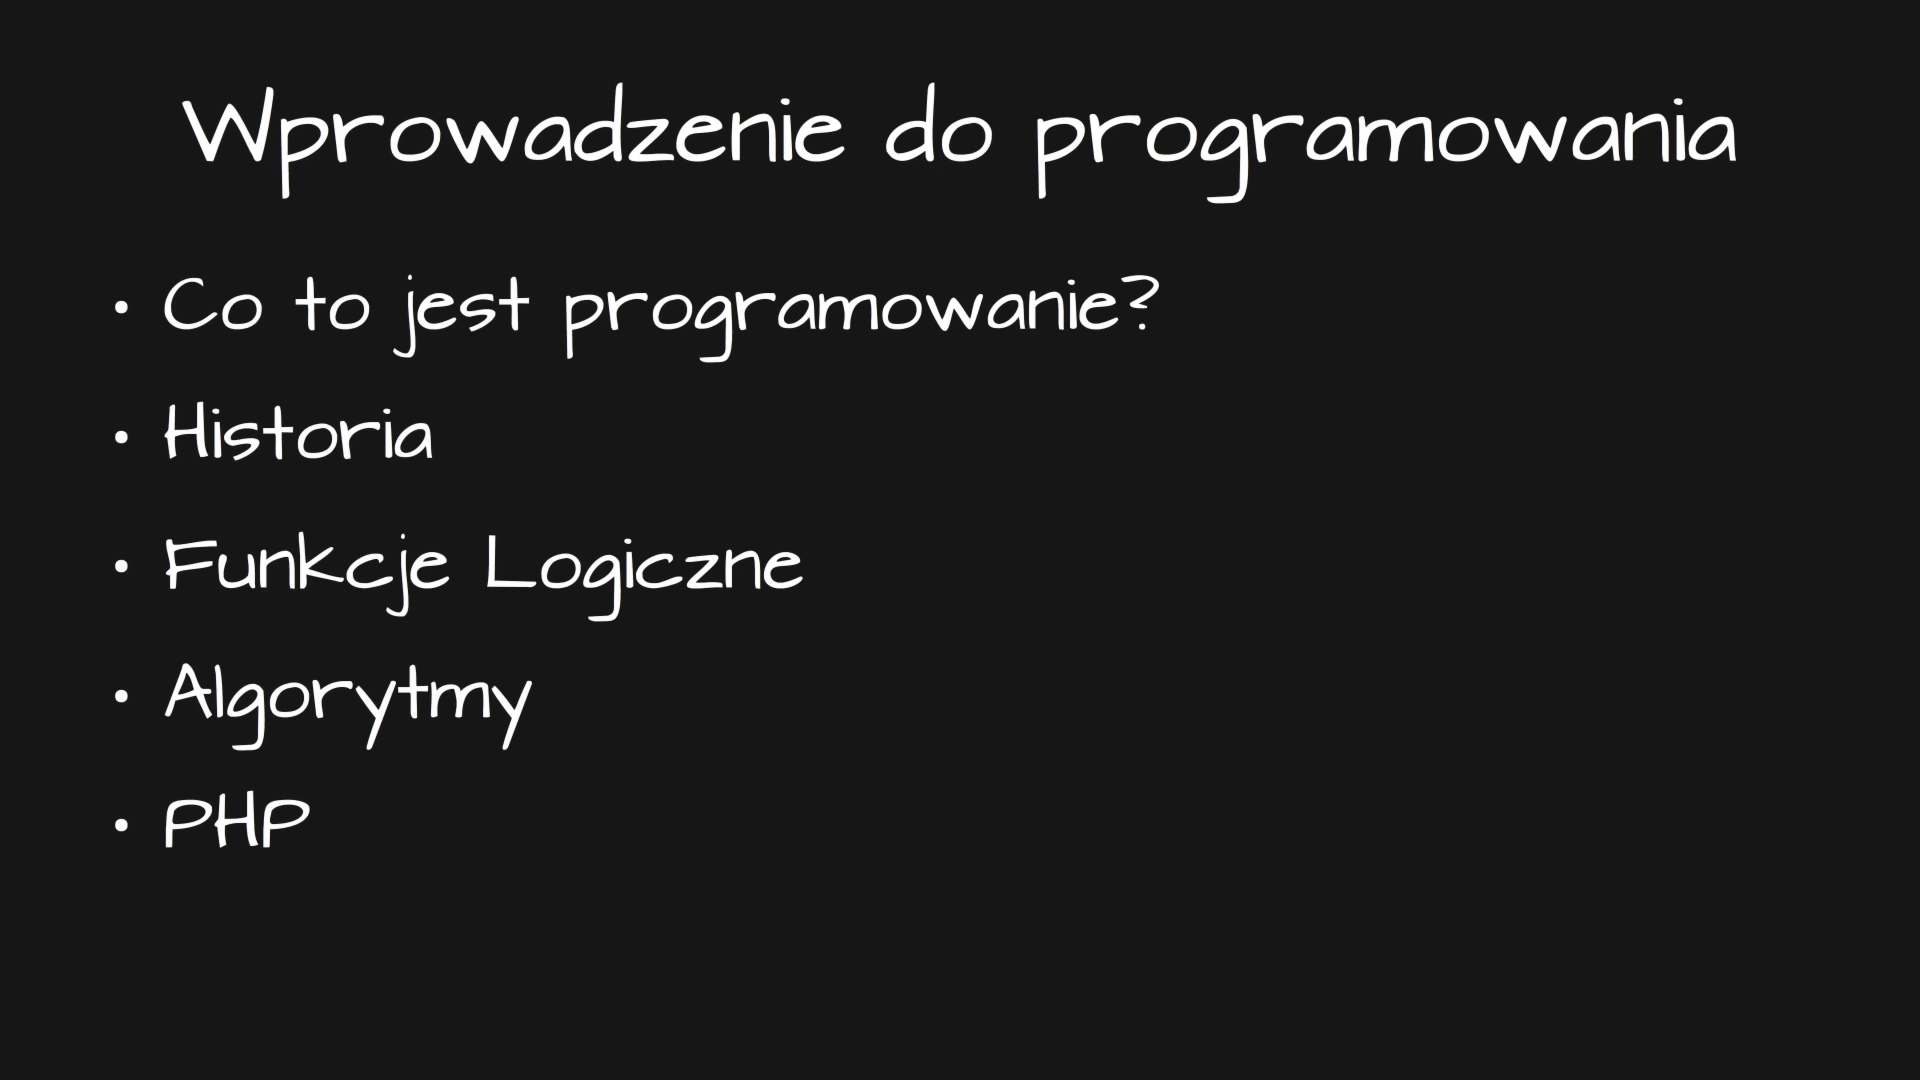 Wprowadzenie do programowania
• Co to jest programowanie?
• Historia
• Funkcje Logiczne
• Algorytmy
• PHP